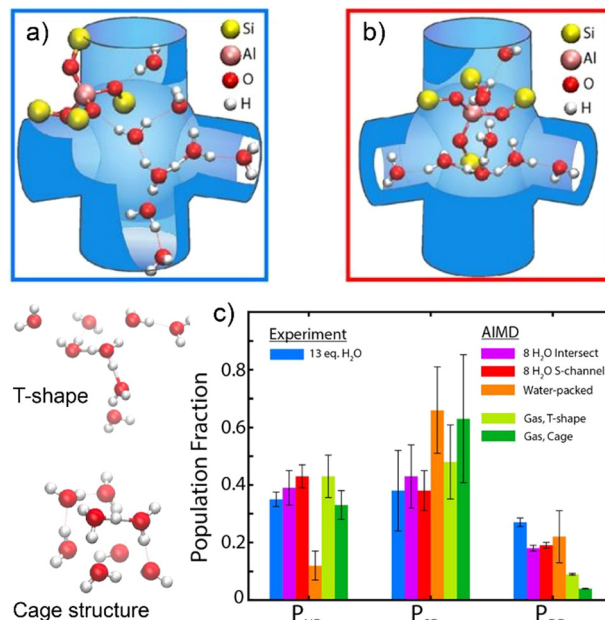 a)
Si
Al
O
H
b)
Si
Al
O
H
T-shape
Cage structure
c)
Experiment
13 eq. H₂O
AIMD
8 H₂O Intersect
8 H₂O S-channel
Water-packed
Gas, T-shape
Gas, Cage
Population Fraction
0.8
0.6
0.4
0.2
0